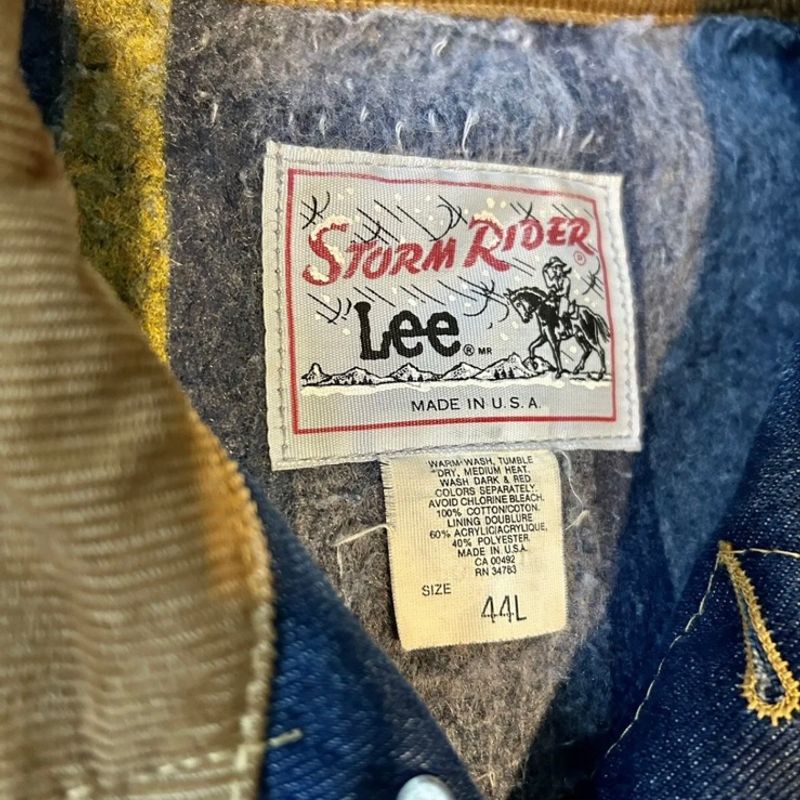 STORM RIDER ®
Lee ® MR
MADE IN U.S.A.
WARM WASH, TUMBLE
DRY, MEDIUM HEAT.
WASH DARK & RED
COLORS SEPARATELY.
AVOID CHLORINE BLEACH.
100% COTTON/COTON.
LINING DOUBLURE
60% ACRYLIC/ACRYLIQUE,
40% POLYESTER.
MADE IN U.S.A.
CA 00492
RN 34783
SIZE 44L